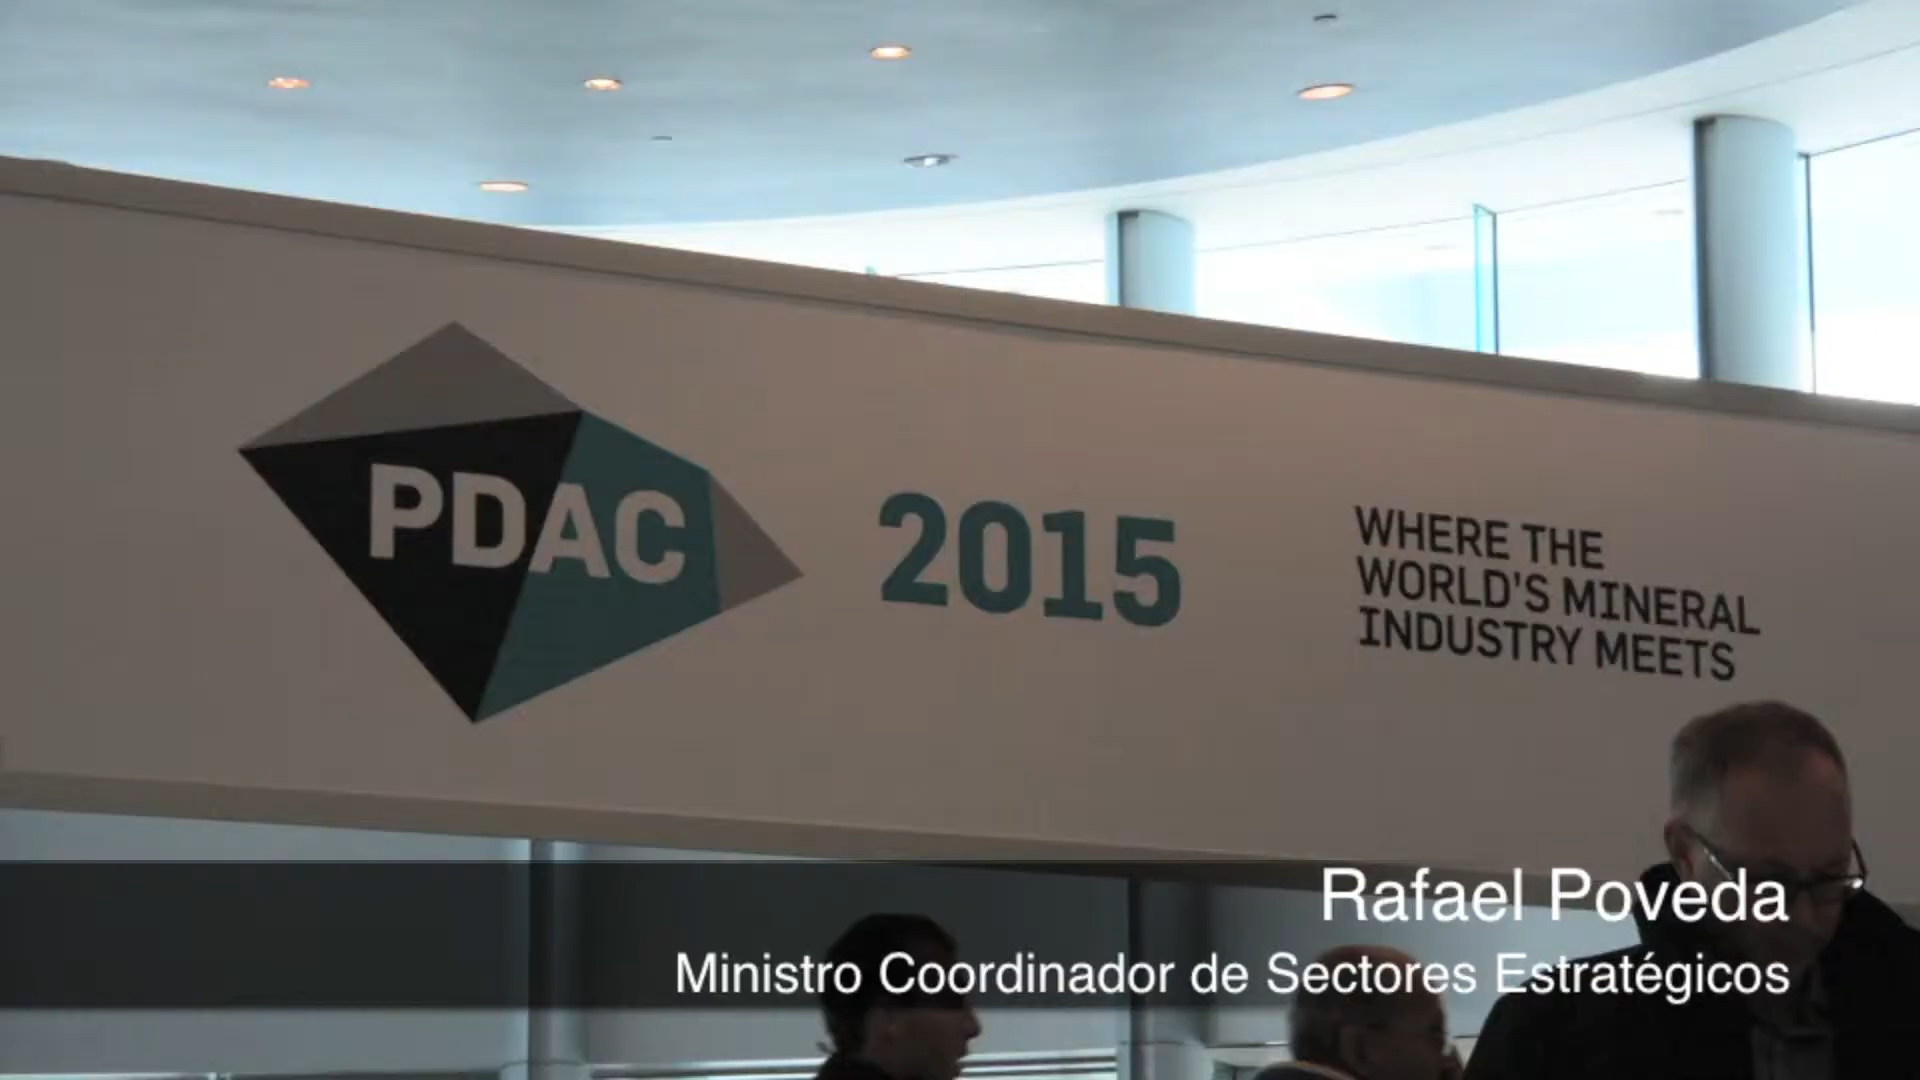 PDAC
2015
WHERE THE
WORLD'S MINERAL
INDUSTRY MEETS
Rafael Poveda
Ministro Coordinador de Sectores Estratégicos